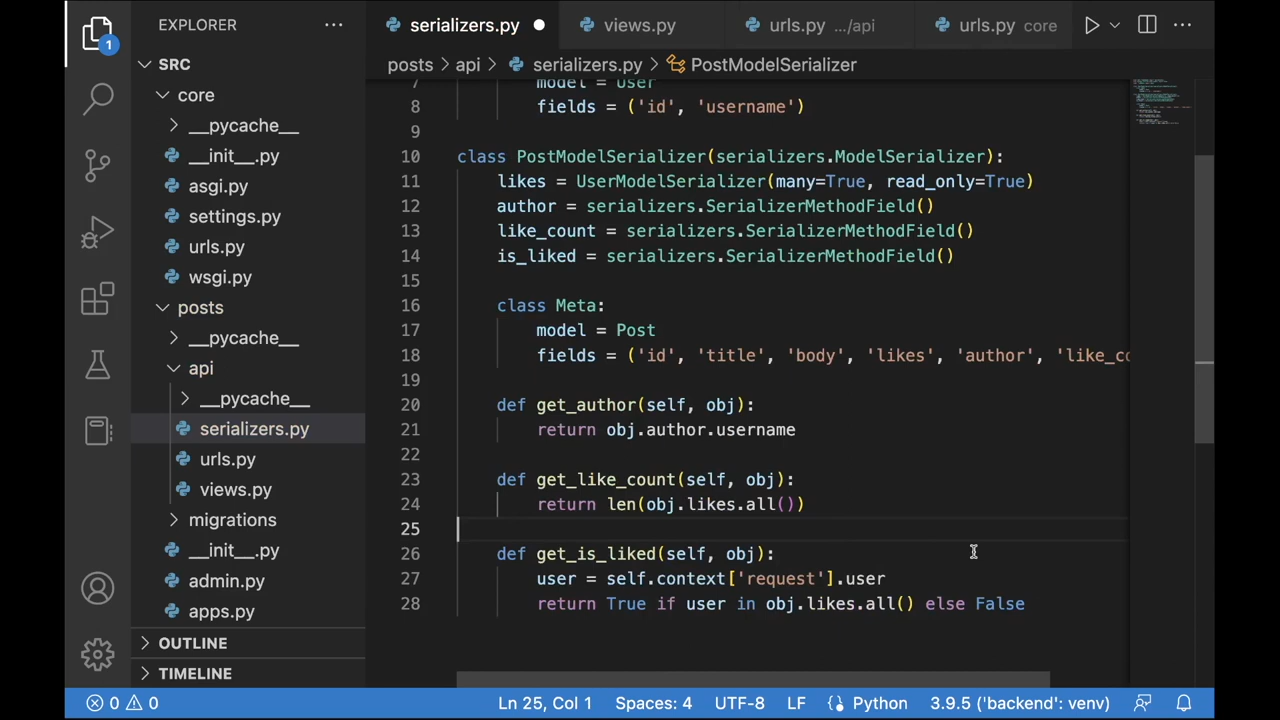 EXPLORER ...
serializers.py
views.py
urls.py .../api
urls.py core
1
SRC
core
__pycache__
__init__.py
asgi.py
settings.py
urls.py
wsgi.py
posts
__pycache__
api
__pycache__
serializers.py
urls.py
views.py
migrations
__init__.py
admin.py
apps.py
OUTLINE
TIMELINE
posts > api > serializers.py > PostModelSerializer
7 model = User
8 fields = ('id', 'username')
9
10 class PostModelSerializer(serializers.ModelSerializer):
11 likes = UserModelSerializer(many=True, read_only=True)
12 author = serializers.SerializerMethodField()
13 like_count = serializers.SerializerMethodField()
14 is_liked = serializers.SerializerMethodField()
15
16 class Meta:
17 model = Post
18 fields = ('id', 'title', 'body', 'likes', 'author', 'like_co
19
20 def get_author(self, obj):
21 return obj.author.username
22
23 def get_like_count(self, obj):
24 return len(obj.likes.all())
25
26 def get_is_liked(self, obj):
27 user = self.context['request'].user
28 return True if user in obj.likes.all() else False
0 0 Ln 25, Col 1 Spaces: 4 UTF-8 LF Python 3.9.5 ('backend': venv)